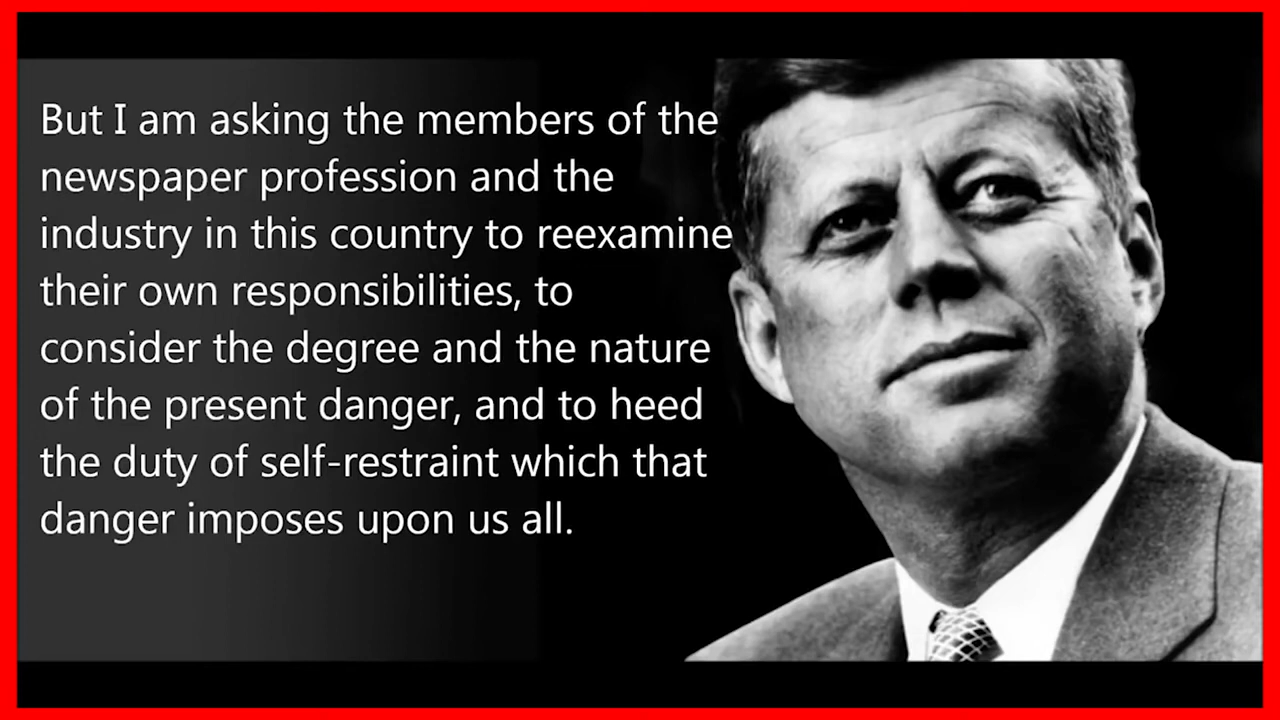 But I am asking the members of the
newspaper profession and the
industry in this country to reexamine
their own responsibilities, to
consider the degree and the nature
of the present danger, and to heed
the duty of self-restraint which that
danger imposes upon us all.